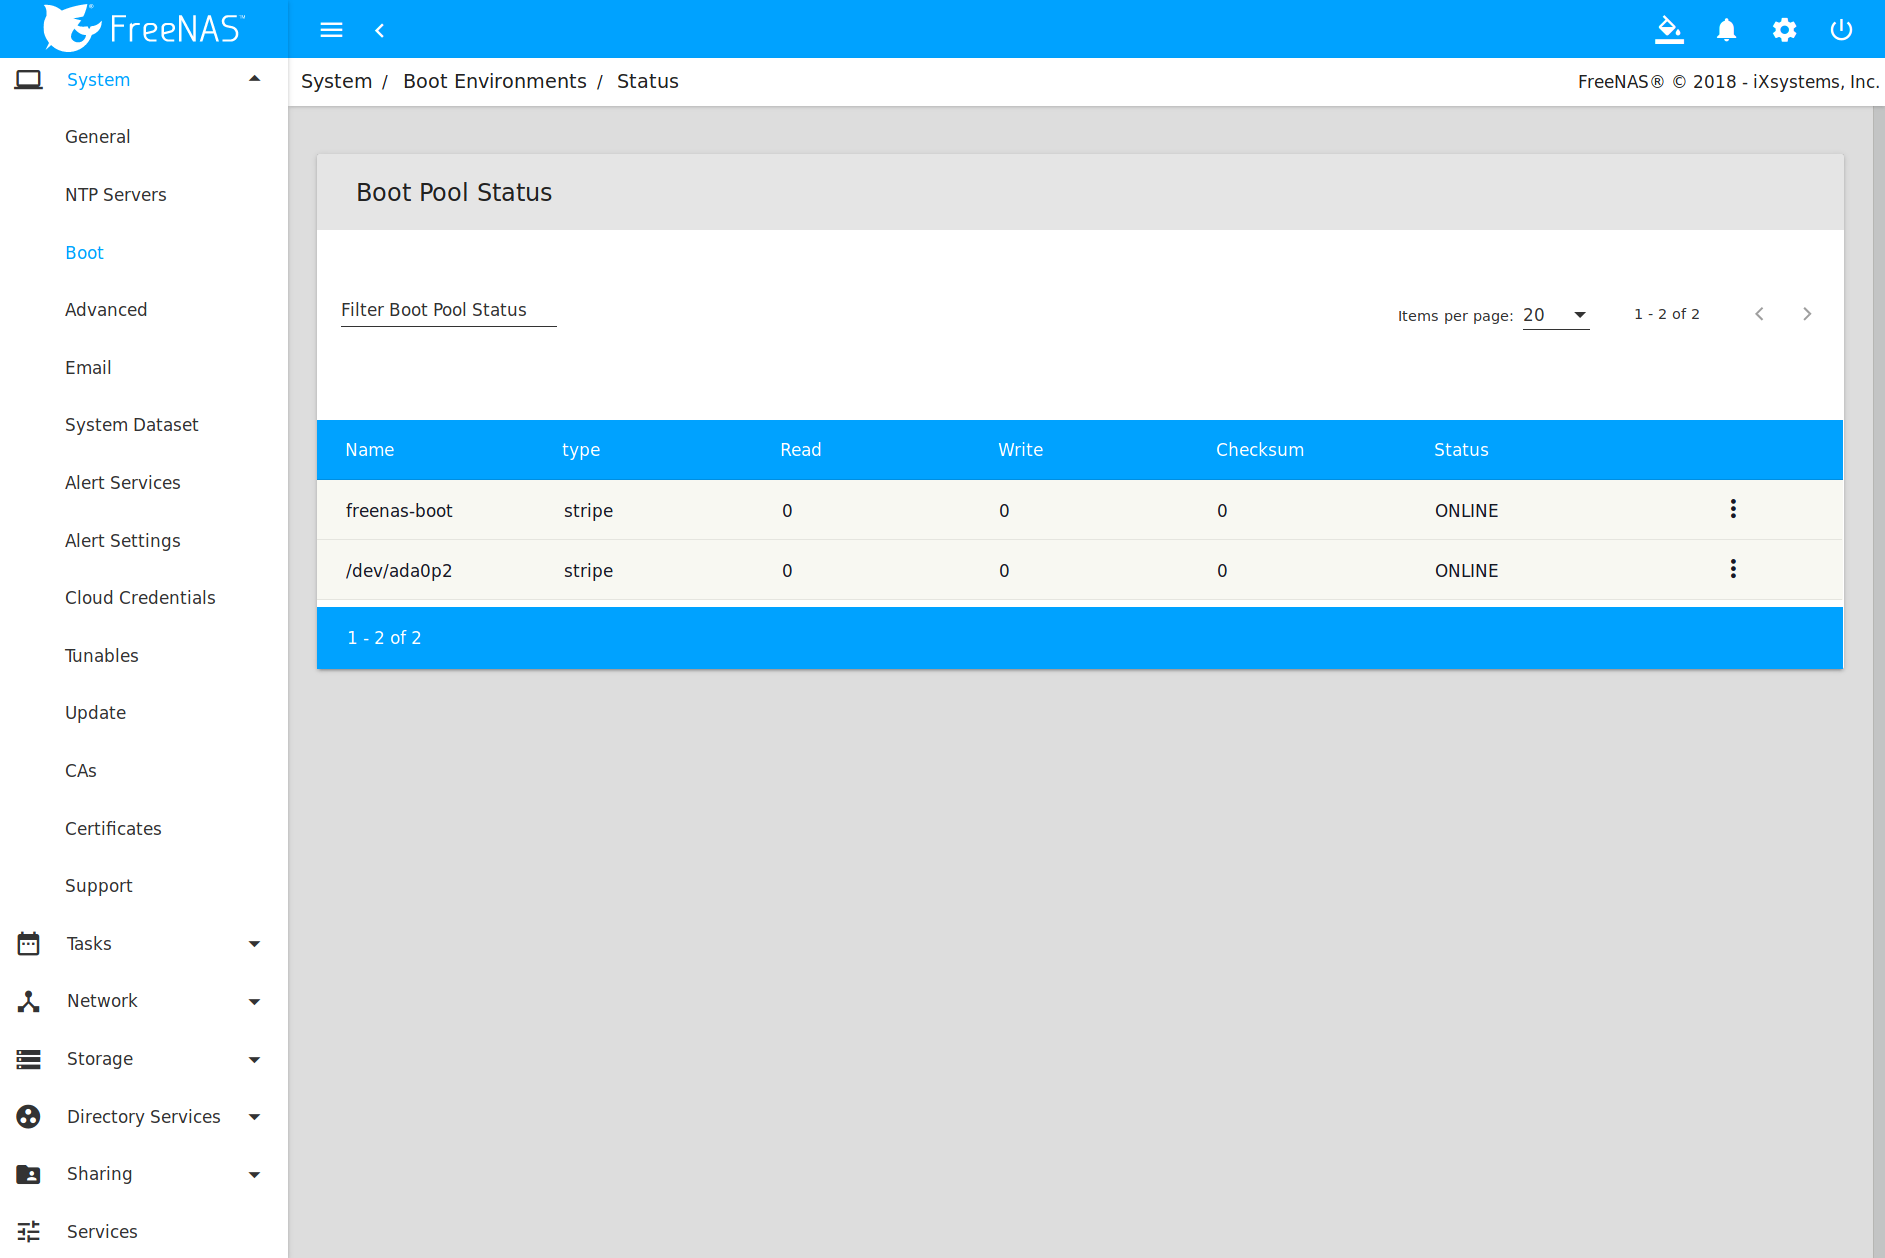 FreeNAS™
System / Boot Environments / Status
FreeNAS® © 2018 - iXsystems, Inc.
System
General
NTP Servers
Boot
Advanced
Email
System Dataset
Alert Services
Alert Settings
Cloud Credentials
Tunables
Update
CAs
Certificates
Support
Tasks
Network
Storage
Directory Services
Sharing
Services
Boot Pool Status
Filter Boot Pool Status
Items per page: 20 1 - 2 of 2
Name type Read Write Checksum Status
freenas-boot stripe 0 0 0 ONLINE
/dev/ada0p2 stripe 0 0 0 ONLINE
1 - 2 of 2